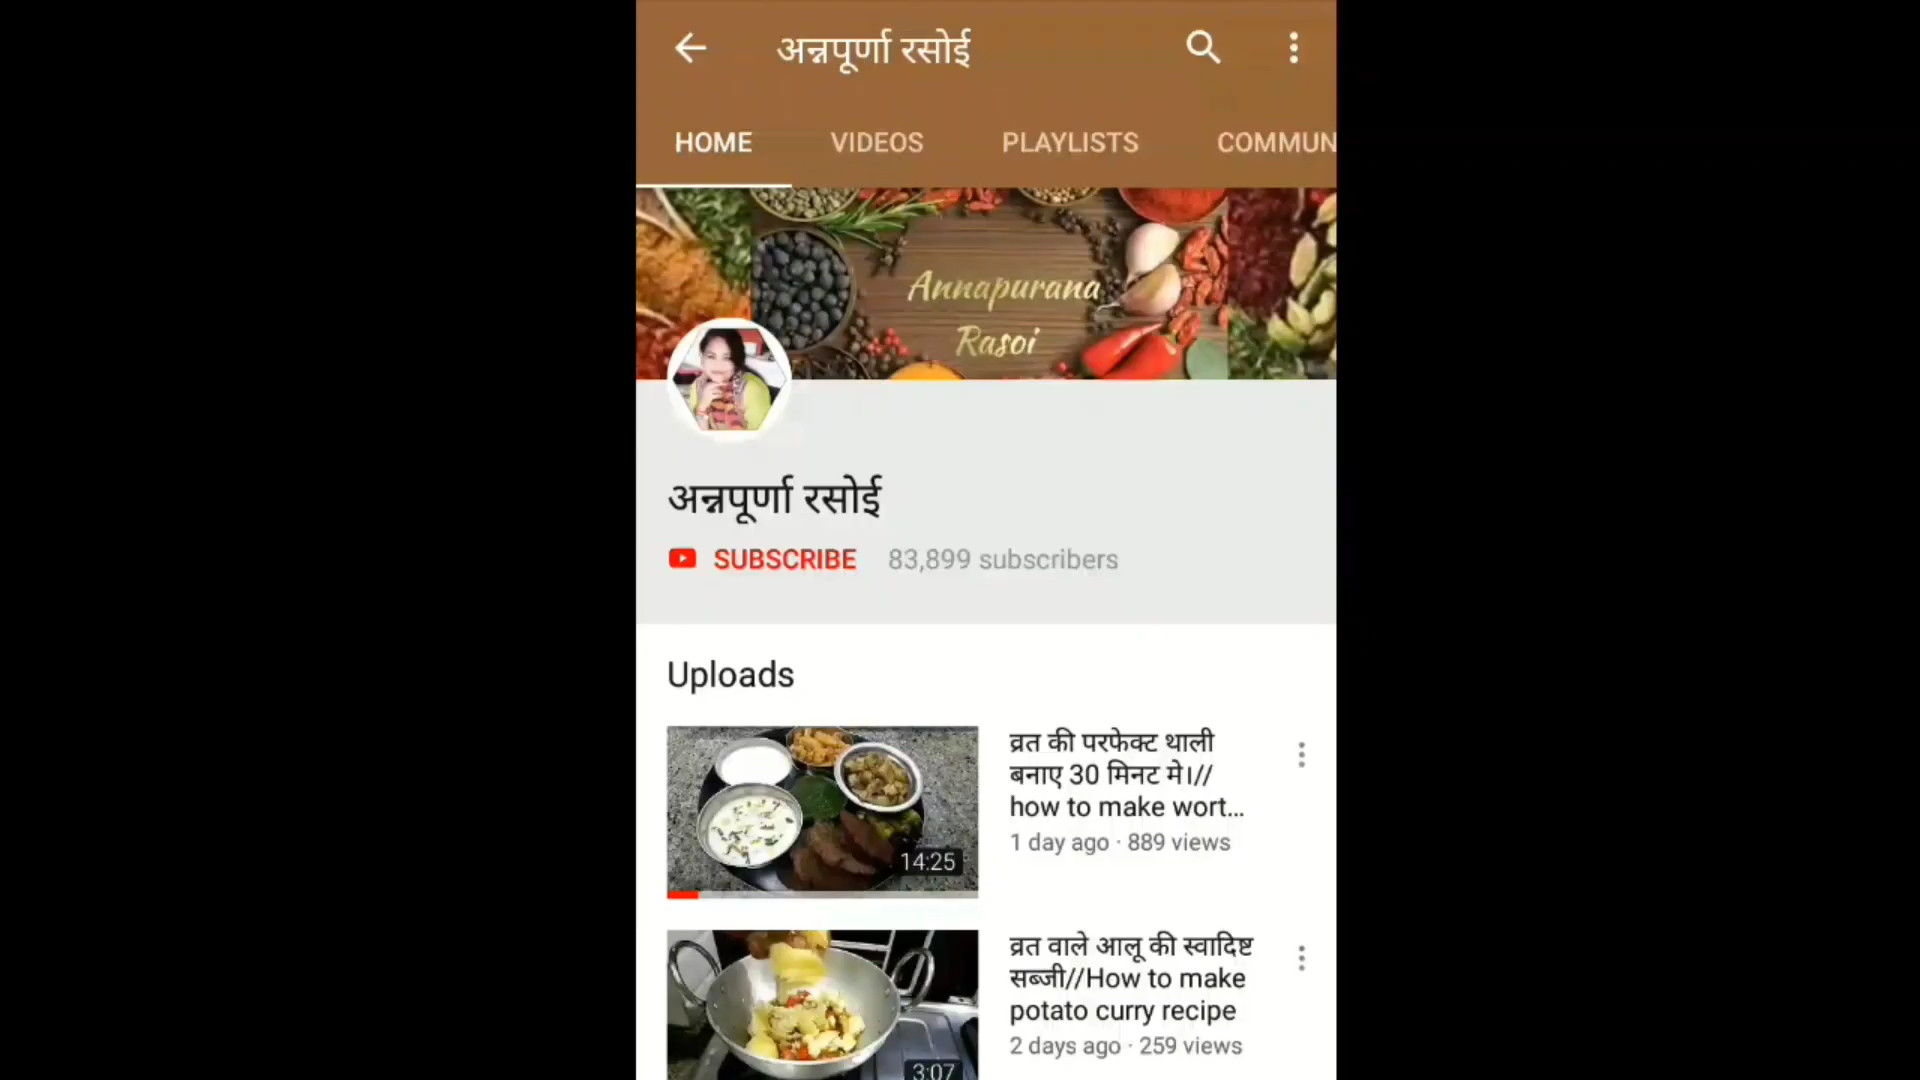 अन्नपूर्णा रसोई
HOME VIDEOS PLAYLISTS COMMUN
Annapurana
Rasoi
अन्नपूर्णा रसोई
SUBSCRIBE 83,899 subscribers
Uploads
व्रत की परफेक्ट थाली
बनाए 30 मिनट मे।//
how to make wort...
1 day ago · 889 views
14:25
व्रत वाले आलू की स्वादिष्ट
सब्जी//How to make
potato curry recipe
2 days ago · 259 views
3:07